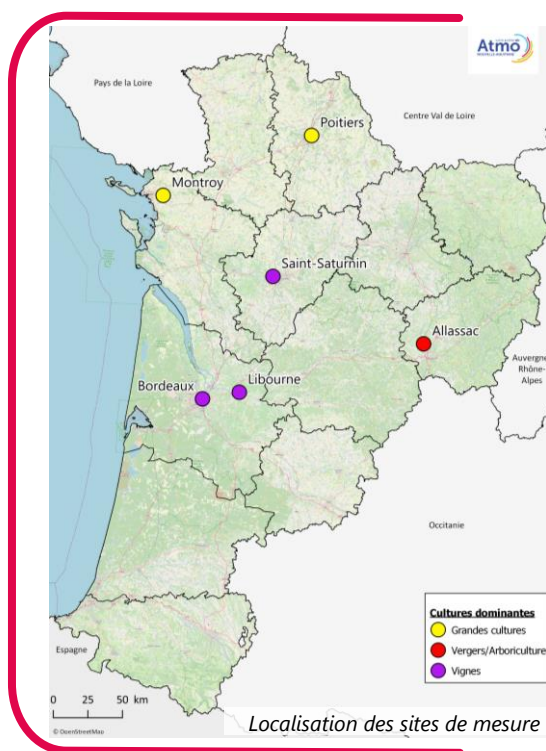 Atmo
Pays de la Loire
Centre Val de Loire
Poitiers
Montroy
Saint-Saturnin
Allassac
Auvergne
Rhône-
Alpes
Bordeaux
Libourne
Occitanie
Espagne
Cultures dominantes
Grandes cultures
Vergers/Arboriculture
Vignes
0 25 50 km
© OpenStreetMap
Localisation des sites de mesure